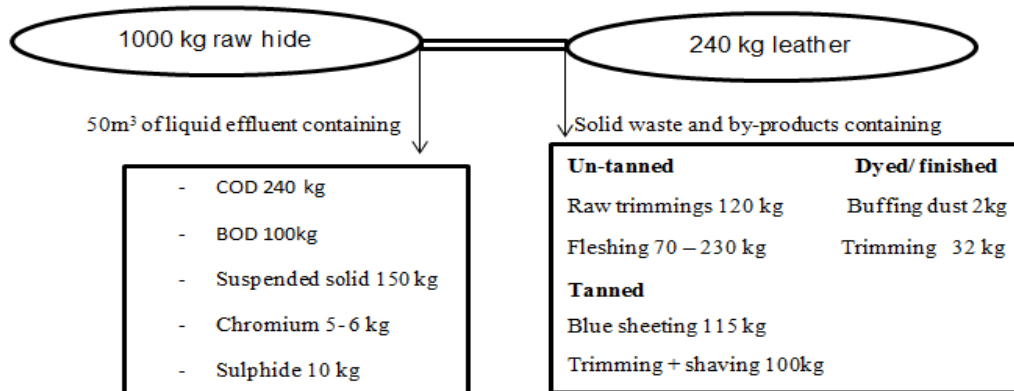 1000 kg raw hide
240 kg leather
50m³ of liquid effluent containing
- COD 240 kg
- BOD 100kg
- Suspended solid 150 kg
- Chromium 5- 6 kg
- Sulphide 10 kg
Solid waste and by-products containing
Un-tanned Dyed/ finished
Raw trimmings 120 kg Buffing dust 2kg
Fleshing 70 – 230 kg Trimming 32 kg
Tanned
Blue sheeting 115 kg
Trimming + shaving 100kg